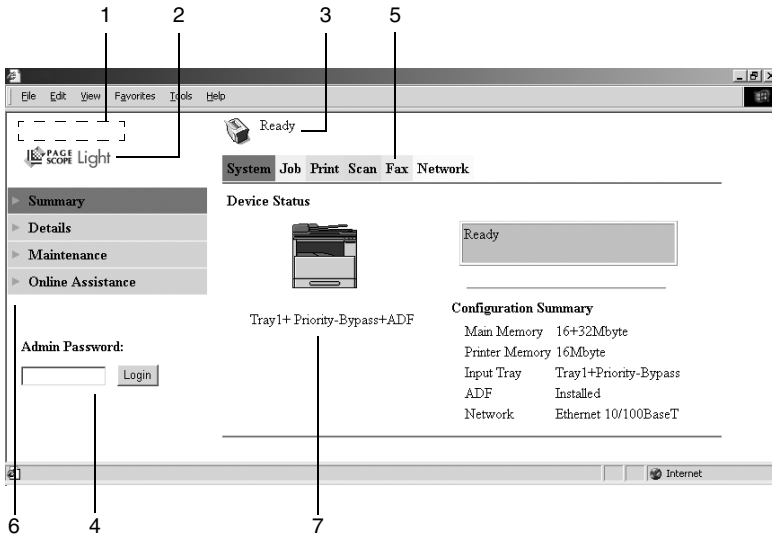 1 2 3 5
File Edit View Favorites Tools Help
Ready
PAGE SCOPE Light
System Job Print Scan Fax Network
Summary
Details
Maintenance
Online Assistance
Admin Password:
Login
Device Status
Tray1+ Priority-Bypass+ADF
Ready
Configuration Summary
Main Memory 16+32Mbyte
Printer Memory 16Mbyte
Input Tray Tray1+Priority-Bypass
ADF Installed
Network Ethernet 10/100BaseT
Internet
6 4 7